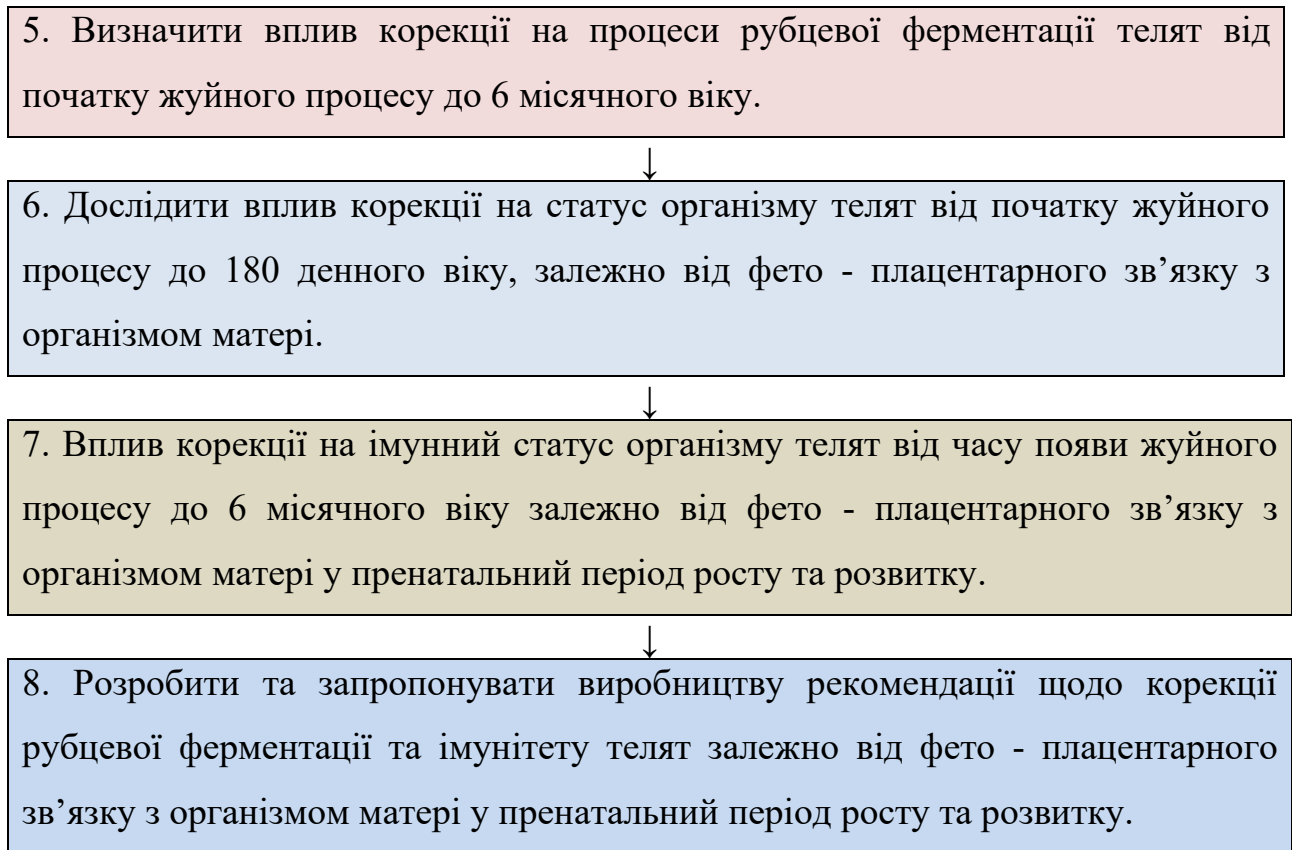 5. Визначити вплив корекції на процеси рубцевої ферментації телят від
початку жуйного процесу до 6 місячного віку.
↓
6. Дослідити вплив корекції на статус організму телят від початку жуйного
процесу до 180 денного віку, залежно від фето - плацентарного зв’язку з
організмом матері.
↓
7. Вплив корекції на імунний статус організму телят від часу появи жуйного
процесу до 6 місячного віку залежно від фето - плацентарного зв’язку з
організмом матері у пренатальний період росту та розвитку.
↓
8. Розробити та запропонувати виробництву рекомендації щодо корекції
рубцевої ферментації та імунітету телят залежно від фето - плацентарного
зв’язку з організмом матері у пренатальний період росту та розвитку.